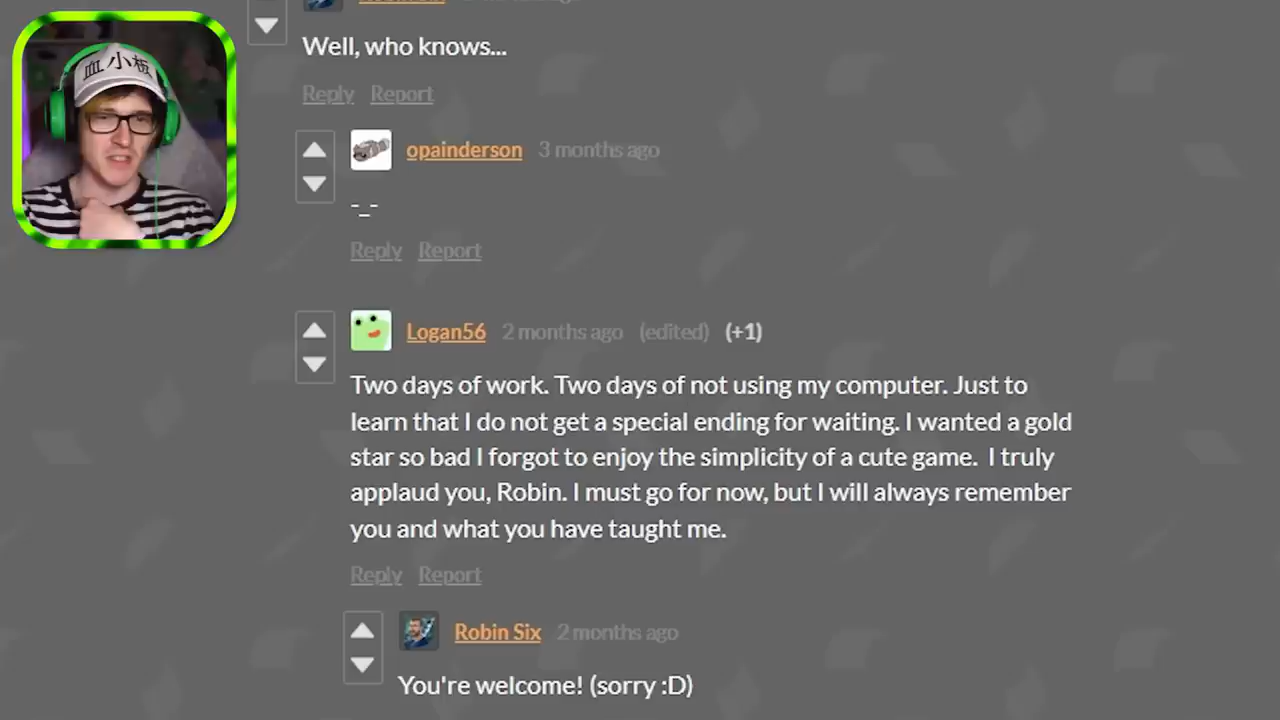 血小板
Well, who knows...
Reply Report
opainderson 3 months ago
-_-
Reply Report
Logan56 2 months ago (edited) (+1)
Two days of work. Two days of not using my computer. Just to
learn that I do not get a special ending for waiting. I wanted a gold
star so bad I forgot to enjoy the simplicity of a cute game.  I truly
applaud you, Robin. I must go for now, but I will always remember
you and what you have taught me.
Reply Report
Robin Six 2 months ago
You're welcome! (sorry :D)